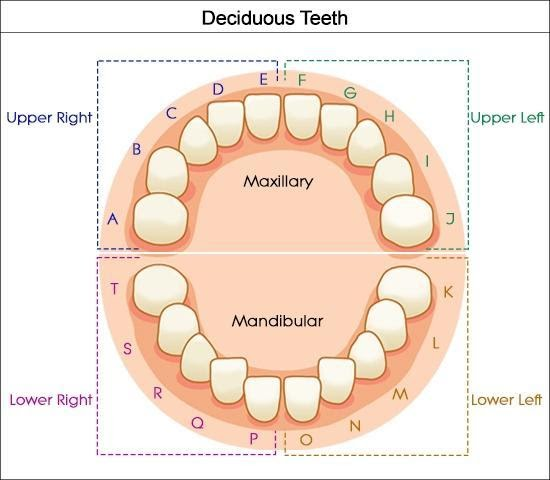 Deciduous Teeth
E F
D G
C H
Upper Right Upper Left
B I
Maxillary
A J
T K
Mandibular
S L
R M
Lower Right Lower Left
Q N
P O